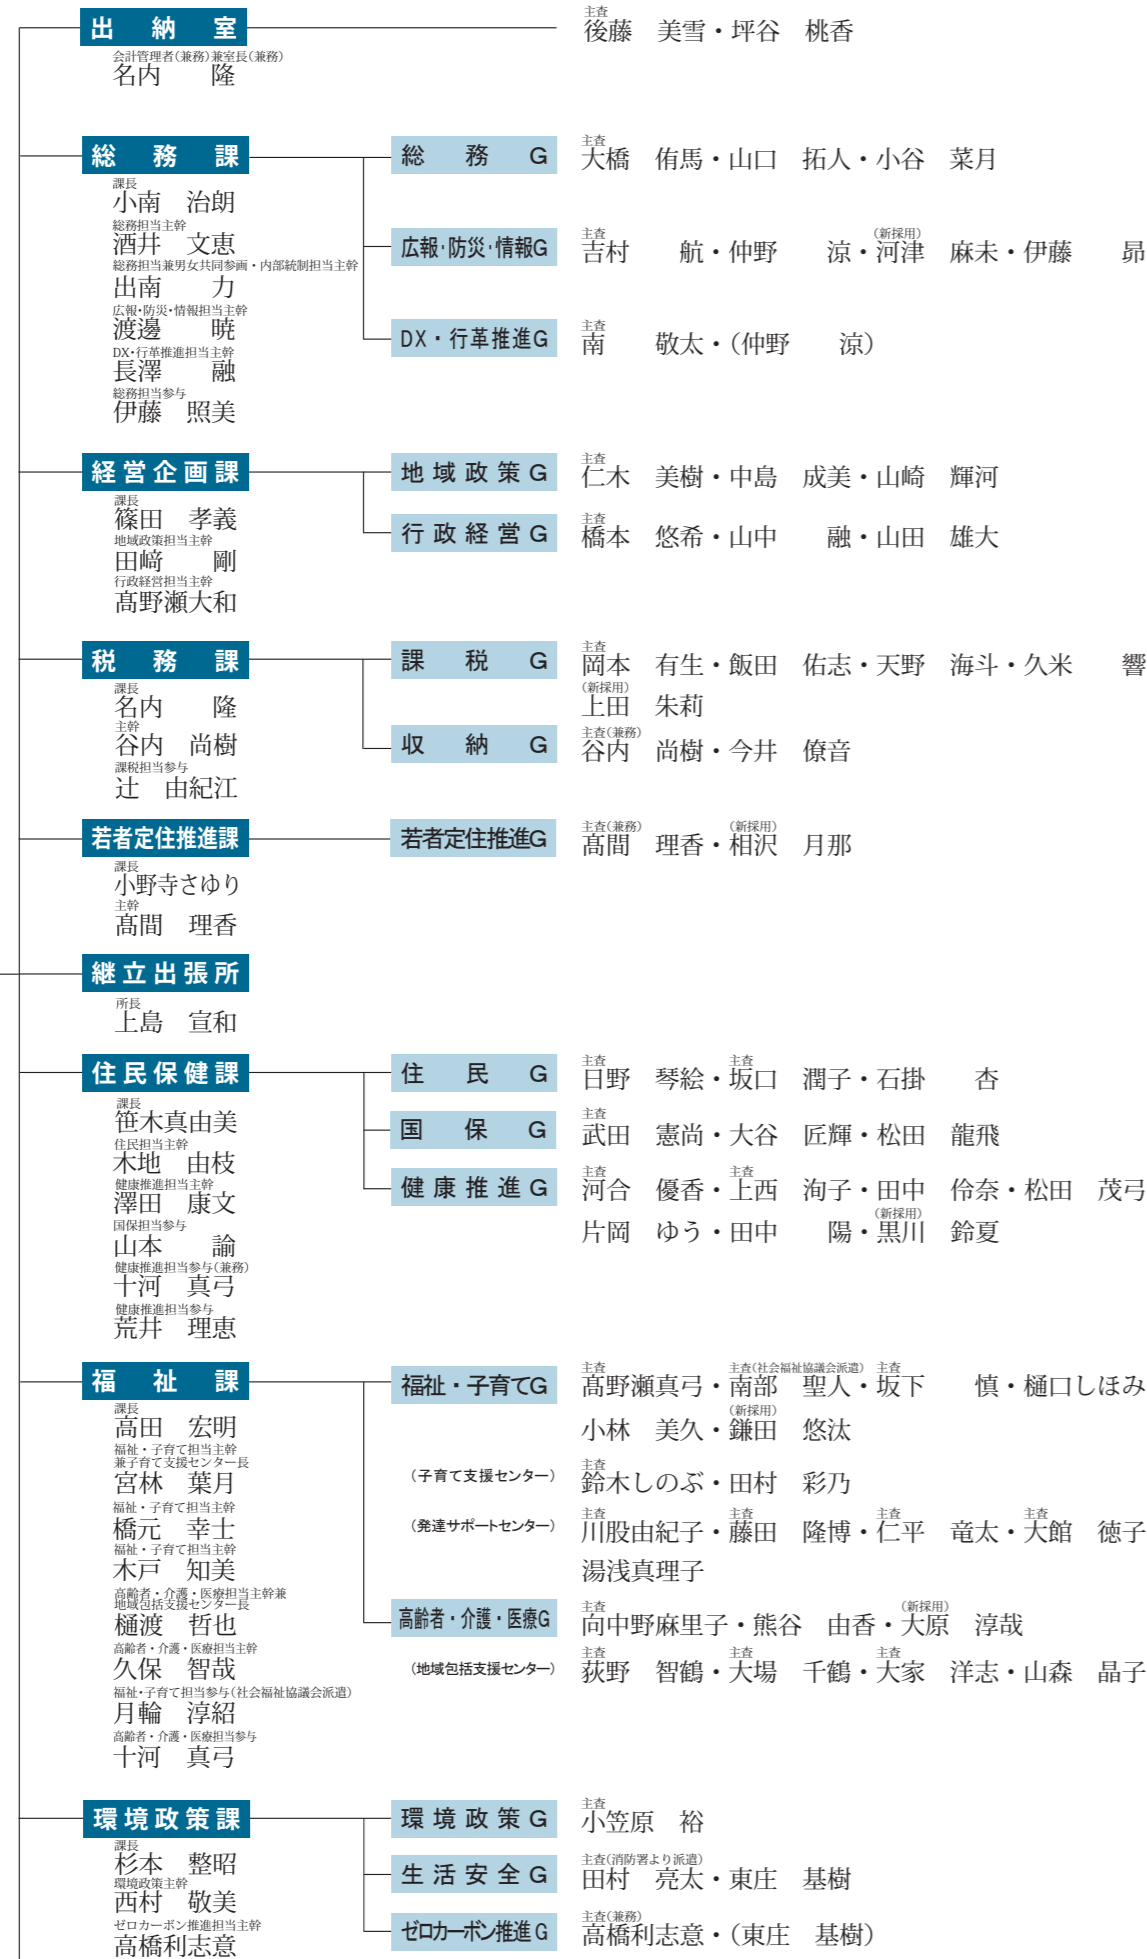 出納室
主査
後藤　美雪・坪谷　桃香
会計管理者(兼務)兼室長(兼務)
名内　　隆
総務課
課長
小南　治朗
総務担当主幹
酒井　文恵
総務担当兼男女共同参画・内部統制担当主幹
出南　　力
広報・防災・情報担当主幹
渡邊　　暁
DX・行革推進担当主幹
長澤　　融
総務担当参与
伊藤　照美
総務G
主査
大橋　侑馬・山口　拓人・小谷　菜月
広報・防災・情報G
主査　（新採用）
吉村　　航・仲野　　涼・河津　麻未・伊藤　　昴
DX・行革推進G
主査
南　　敬太・（仲野　　涼）
経営企画課
課長
篠田　孝義
地域政策担当主幹
田﨑　　剛
行政経営担当主幹
髙野瀬大和
地域政策G
主査
仁木　美樹・中島　成美・山崎　輝河
行政経営G
主査
橋本　悠希・山中　　融・山田　雄大
税務課
課長
名内　　隆
主幹
谷内　尚樹
課税担当参与
辻　由紀江
課税G
主査
岡本　有生・飯田　佑志・天野　海斗・久米　　響
（新採用）
上田　朱莉
収納G
主査(兼務)
谷内　尚樹・今井　僚音
若者定住推進課
課長
小野寺さゆり
主幹
髙間　理香
若者定住推進G
主査(兼務)　（新採用）
髙間　理香・相沢　月那
継立出張所
所長
上島　宣和
住民保健課
課長
笹木真由美
住民担当主幹
木地　由枝
健康推進担当主幹
澤田　康文
国保担当参与
山本　　諭
健康推進担当参与(兼務)
十河　真弓
健康推進担当参与
荒井　理恵
住民G
主査　主査
日野　琴絵・坂口　潤子・石掛　　杏
国保G
主査
武田　憲尚・大谷　匠輝・松田　龍飛
健康推進G
主査　主査
河合　優香・上西　洵子・田中　伶奈・松田　茂弓
（新採用）
片岡　ゆう・田中　　陽・黒川　鈴夏
福祉課
課長
高田　宏明
福祉・子育て担当主幹
兼子育て支援センター長
宮林　葉月
福祉・子育て担当主幹
橋元　幸士
福祉・子育て担当主幹
木戸　知美
高齢者・介護・医療担当主幹兼
地域包括支援センター長
樋渡　哲也
高齢者・介護・医療担当主幹
久保　智哉
福祉・子育て担当参与(社会福祉協議会派遣)
月輪　淳紹
高齢者・介護・医療担当参与
十河　真弓
福祉・子育てG
主査　主査(社会福祉協議会派遣)　主査
髙野瀬真弓・南部　聖人・坂下　　慎・樋口しほみ
（新採用）
小林　美久・鎌田　悠汰
（子育て支援センター）
主査
鈴木しのぶ・田村　彩乃
（発達サポートセンター）
主査　主査　主査　主査
川股由紀子・藤田　隆博・仁平　竜太・大館　徳子
湯浅真理子
高齢者・介護・医療G
主査　（新採用）
向中野麻里子・熊谷　由香・大原　淳哉
（地域包括支援センター）
主査　主査　主査
荻野　智鶴・大場　千鶴・大家　洋志・山森　晶子
環境政策課
課長
杉本　整昭
環境政策主幹
西村　敬美
ゼロカーボン推進担当主幹
高橋利志意
環境政策G
主査
小笠原　裕
生活安全G
主査(消防署より派遣)
田村　亮太・東庄　基樹
ゼロカーボン推進G
主査(兼務)
高橋利志意・（東庄　基樹）